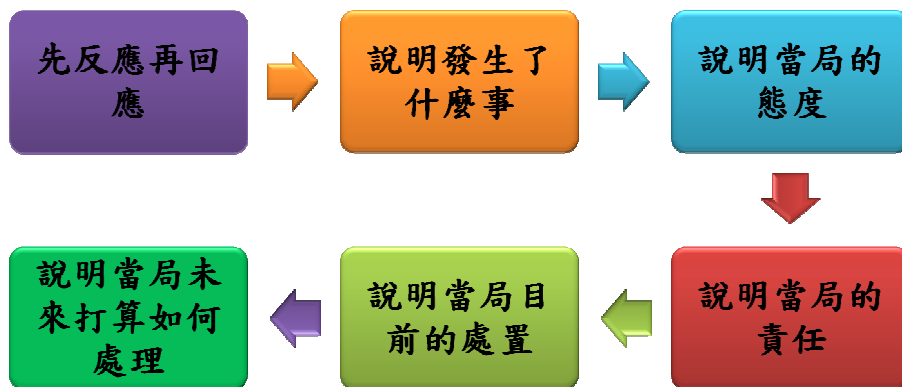 先反應再回
應
說明發生了
什麼事
說明當局的
態度
說明當局的
責任
說明當局目
前的處置
說明當局未
來打算如何
處理